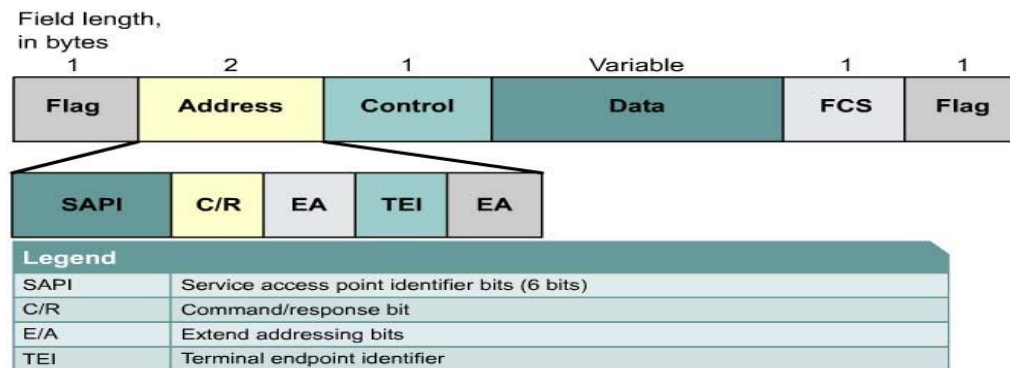 Field length,
in bytes
1 2 1 Variable 1 1
Flag Address Control Data FCS Flag
SAPI C/R EA TEI EA
Legend
SAPI Service access point identifier bits (6 bits)
C/R Command/response bit
E/A Extend addressing bits
TEI Terminal endpoint identifier